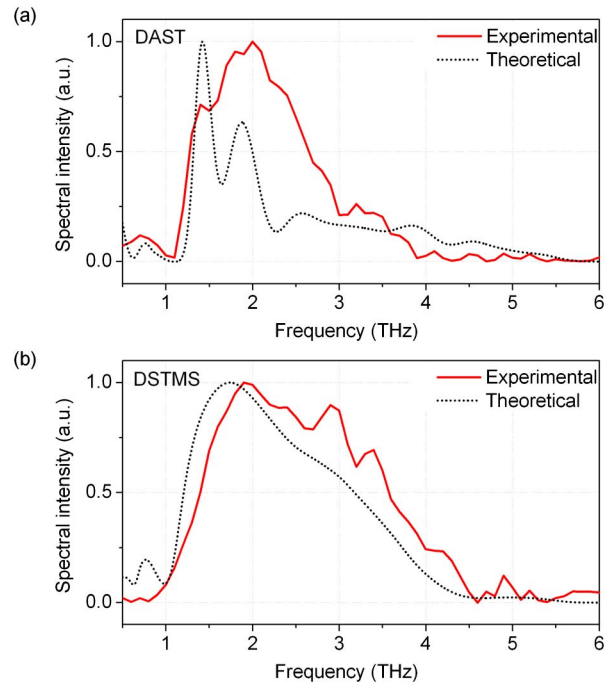 (a)
DAST
Experimental
Theoretical
1.0
0.5
0.0
Spectral intensity (a.u.)
1 2 3 4 5 6
Frequency (THz)
(b)
DSTMS
Experimental
Theoretical
1.0
0.5
0.0
Spectral intensity (a.u.)
1 2 3 4 5 6
Frequency (THz)